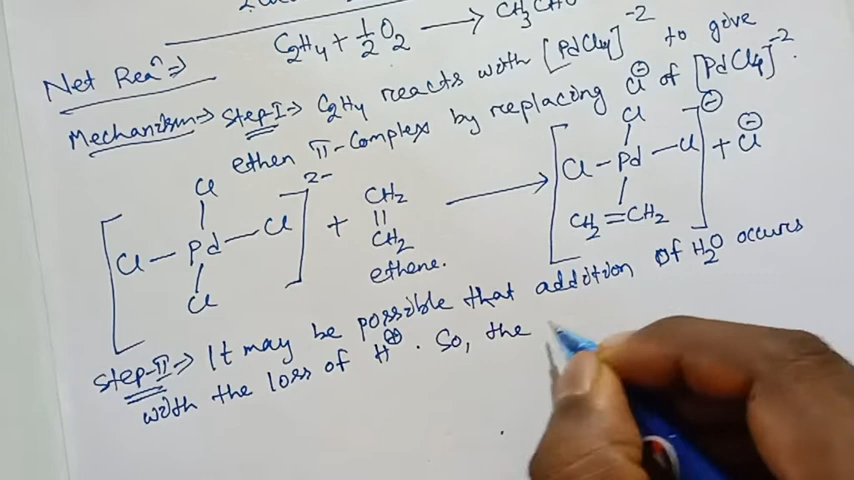 C2H4 + 1/2 O2 ⟶ CH3CHO
Net Rean ⇒
Mechanism → Step-I → C2H4 reacts with [PdCl4]-2 to give
ethen π-Complex by replacing Cl⊖ of [PdCl4]-2.
[Cl Cl-Pd-Cl Cl]2- + CH2=CH2 ⟶ [Cl Cl-Pd-Cl CH2=CH2]⊖ + Cl⊖
ethene.
Step-II → It may be possible that addition of H2O occurs
with the loss of H⊕. So, the